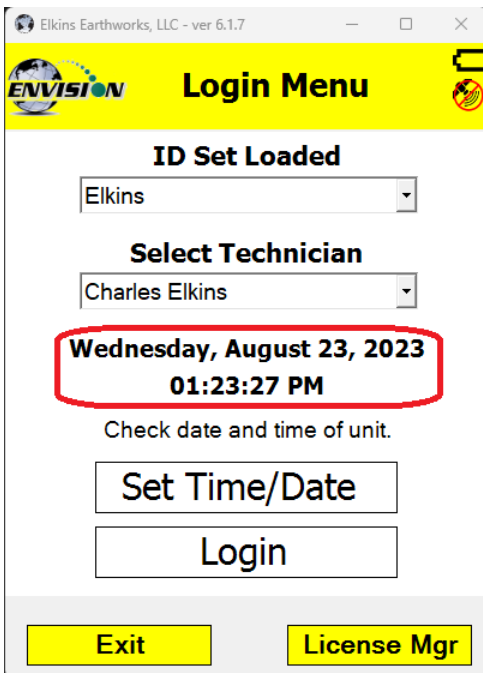 Elkins Earthworks, LLC - ver 6.1.7
ENVISION
Login Menu
ID Set Loaded
Elkins
Select Technician
Charles Elkins
Wednesday, August 23, 2023
01:23:27 PM
Check date and time of unit.
Set Time/Date
Login
Exit
License Mgr